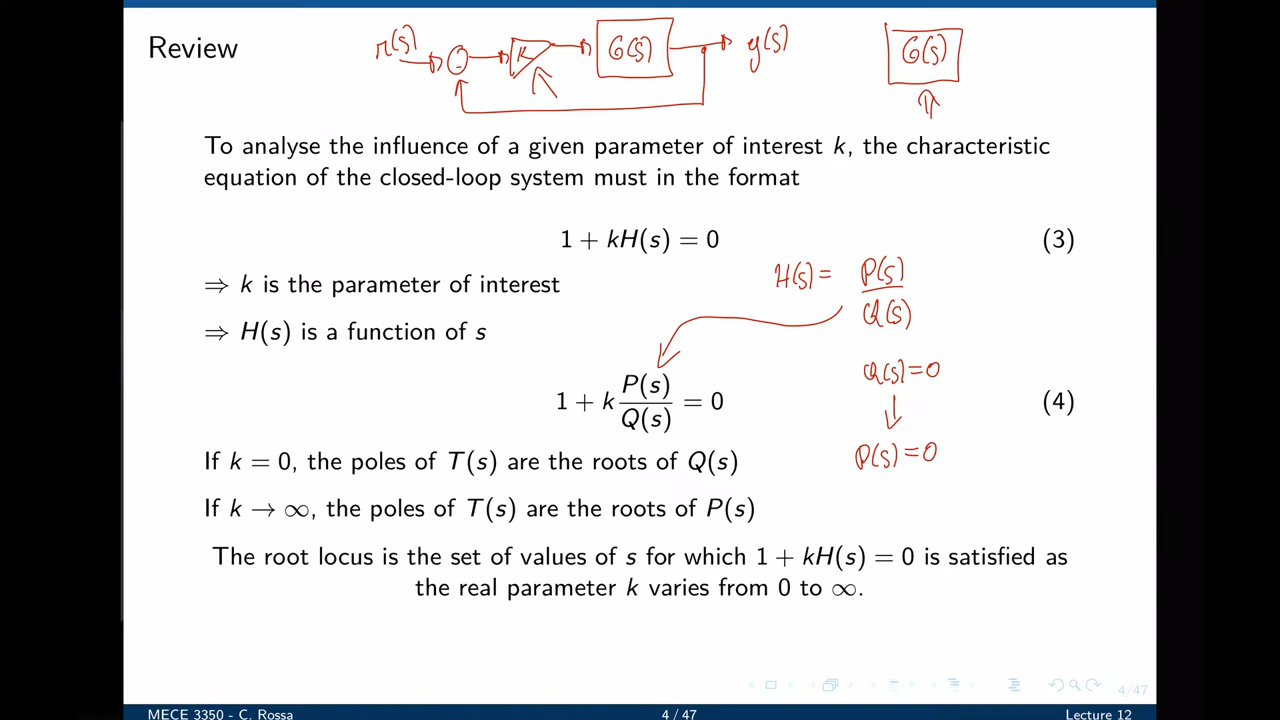 Review
r(s)
K
G(s)
y(s)
G(s)
To analyse the influence of a given parameter of interest k, the characteristic
equation of the closed-loop system must in the format
1 + kH(s) = 0 (3)
⇒ k is the parameter of interest
H(s) = P(s)/Q(s)
⇒ H(s) is a function of s
Q(s)=0
1 + k P(s)/Q(s) = 0 (4)
P(s)=0
If k = 0, the poles of T(s) are the roots of Q(s)
If k → ∞, the poles of T(s) are the roots of P(s)
The root locus is the set of values of s for which 1 + kH(s) = 0 is satisfied as
the real parameter k varies from 0 to ∞.
4/47
MECE 3350 - C. Rossa 4 / 47 Lecture 12